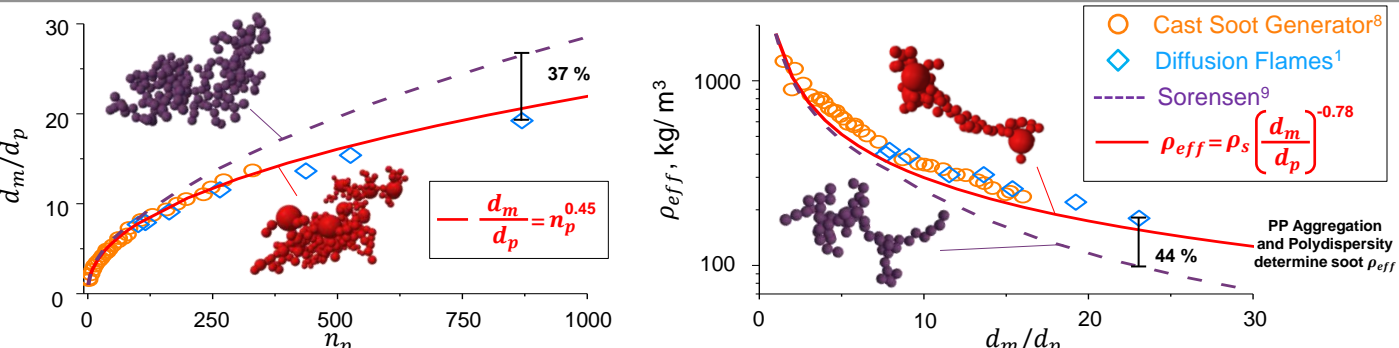 30
20
10
0
d_m/d_p
0
250
500
750
1000
n_p
37 %
d_m/d_p = n_p^0.45
1000
100
ρ_eff, kg/m³
0
10
20
30
d_m/d_p
44 %
Cast Soot Generator⁸
Diffusion Flames¹
Sorensen⁹
ρ_eff = ρ_s (d_m/d_p)^-0.78
PP Aggregation
and Polydispersity
determine soot ρ_eff